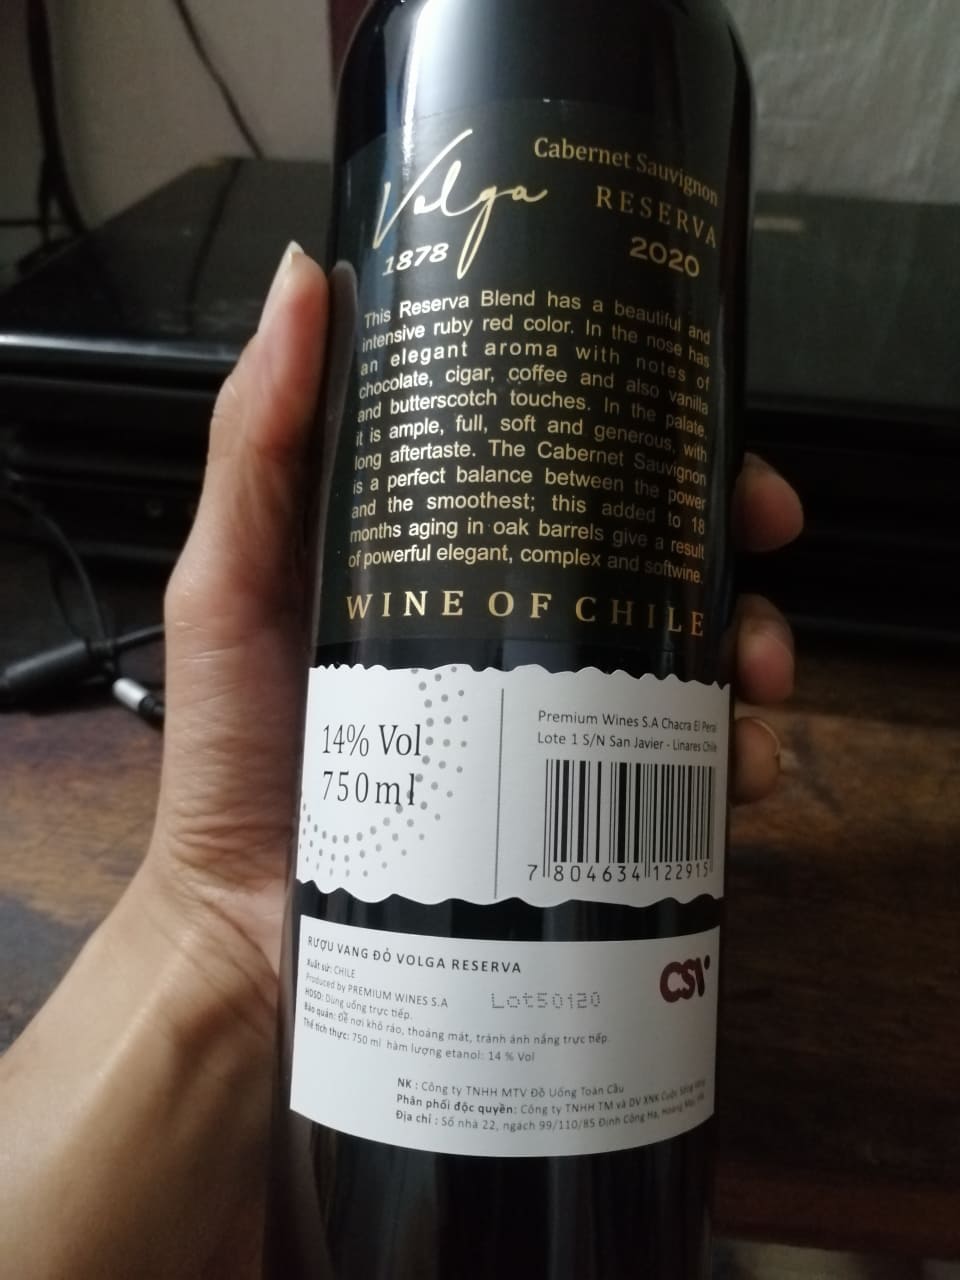 Volga
1878
Cabernet Sauvignon
RESERVA
2020
This Reserva Blend has a beautiful and
intensive ruby red color. In the nose has
an elegant aroma with notes of
chocolate, cigar, coffee and also vanilla
and butterscotch touches. In the palate,
it is ample, full, soft and generous, with
long aftertaste. The Cabernet Sauvignon
is a perfect balance between the power
and the smoothest; this added to 18
months aging in oak barrels give a result
of powerful elegant, complex and softwine.
WINE OF CHILE
14% Vol
750ml
Premium Wines S.A Chacra El Peral
Lote 1 S/N San Javier - Linares Chile
7 804634 122915
RƯỢU VANG ĐỎ VOLGA RESERVA
Xuất xứ: CHILE
Produced by PREMIUM WINES S.A
Lot50120
HDSD: Dùng uống trực tiếp.
Bảo quản: Để nơi khô ráo, thoáng mát, tránh ánh nắng trực tiếp.
Thể tích thực: 750 ml hàm lượng etanol: 14 % Vol
CSV
NK : Công ty TNHH MTV Đồ Uống Toàn Cầu
Phân phối độc quyền: Công ty TNHH TM và DV XNK Cuộc Sống
Địa chỉ : Số nhà 22, ngách 99/110/85 Định Công Hạ, Hoàng Mai, HN